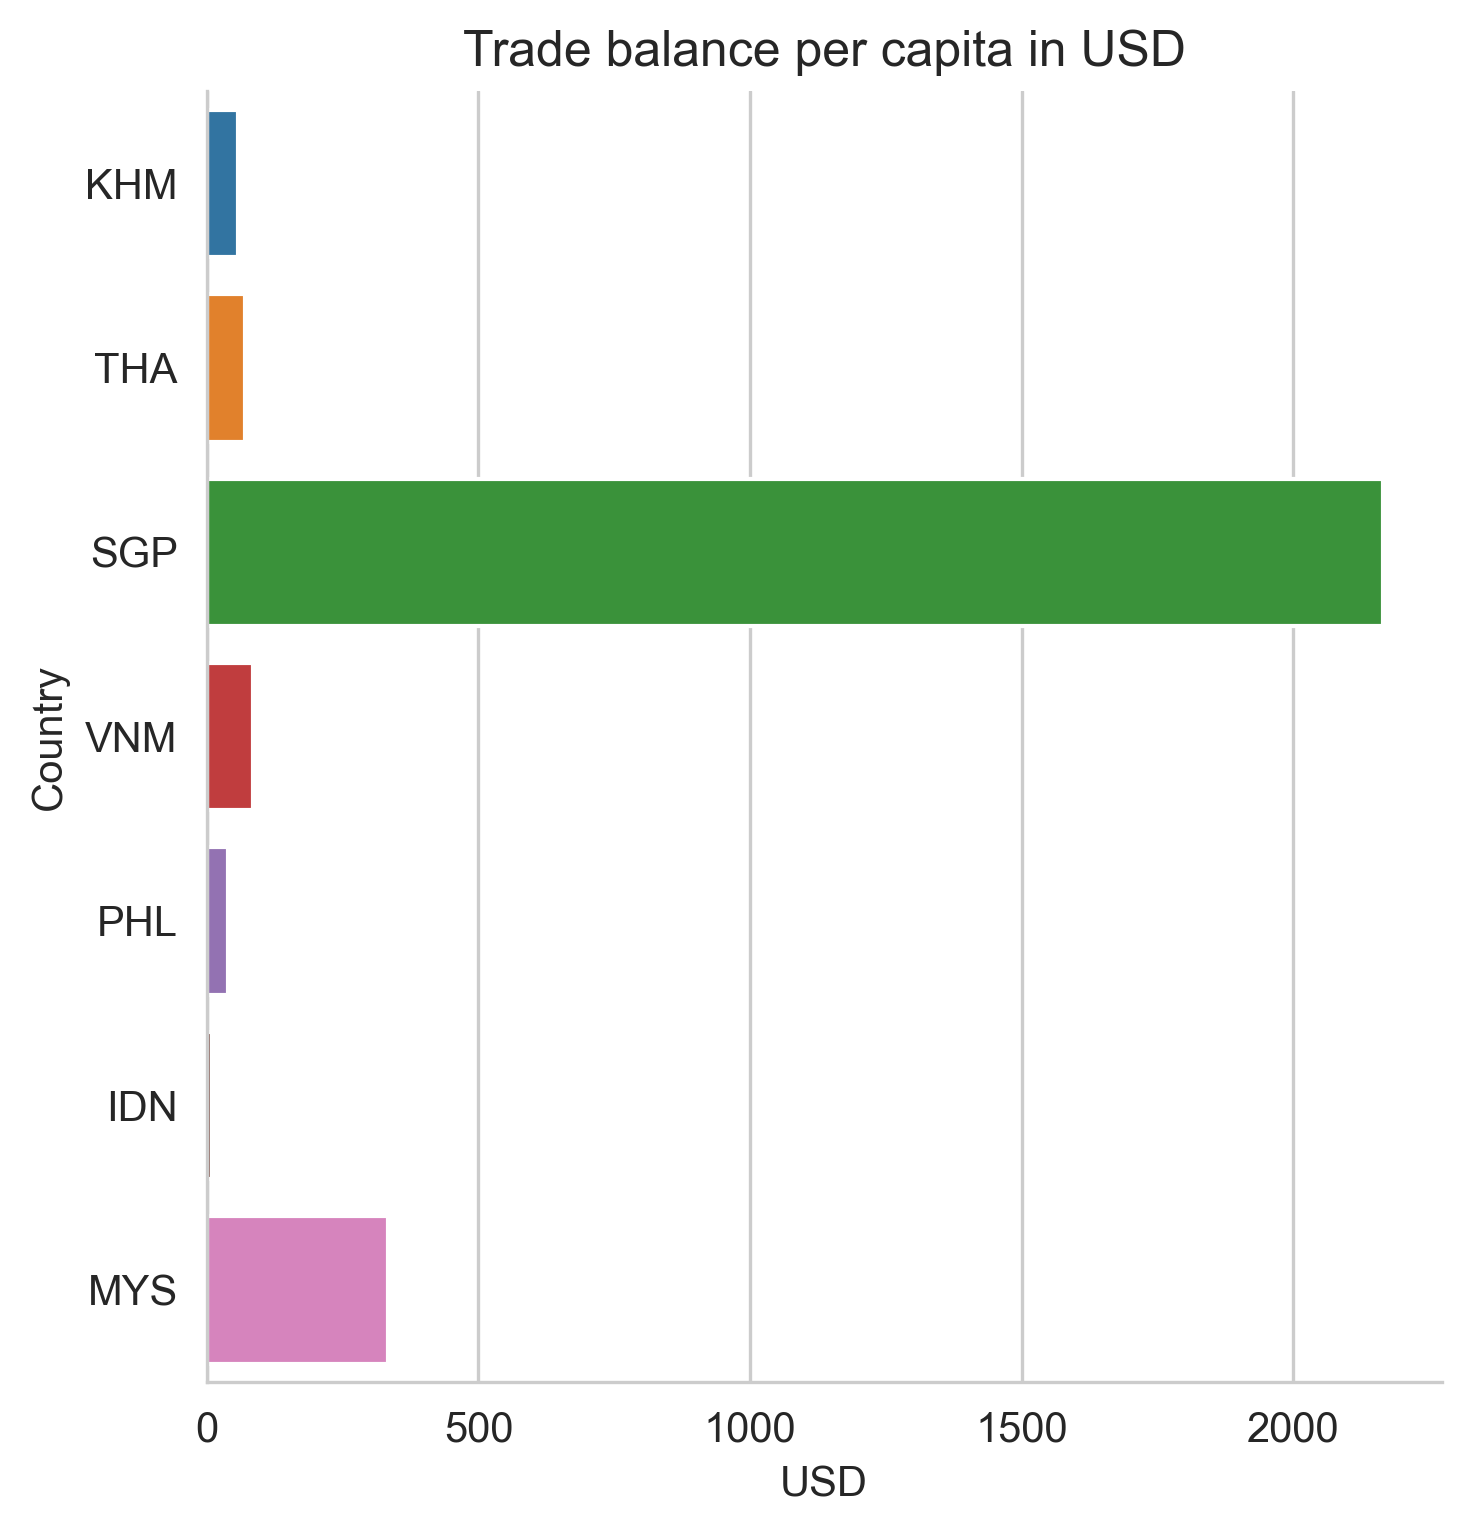 Trade balance per capita in USD
KHM
THA
SGP
VNM
PHL
IDN
MYS
Country
0 500 1000 1500 2000
USD